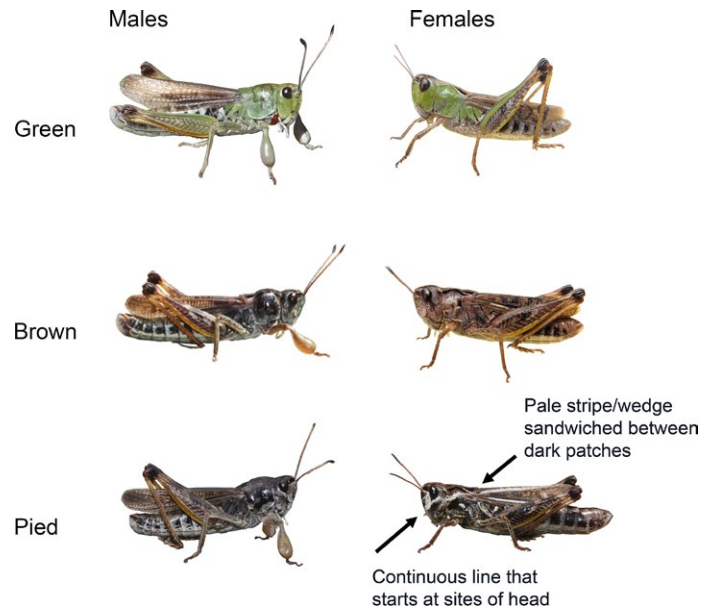 Males
Females
Green
Brown
Pale stripe/wedge
sandwiched between
dark patches
Pied
Continuous line that
starts at sites of head